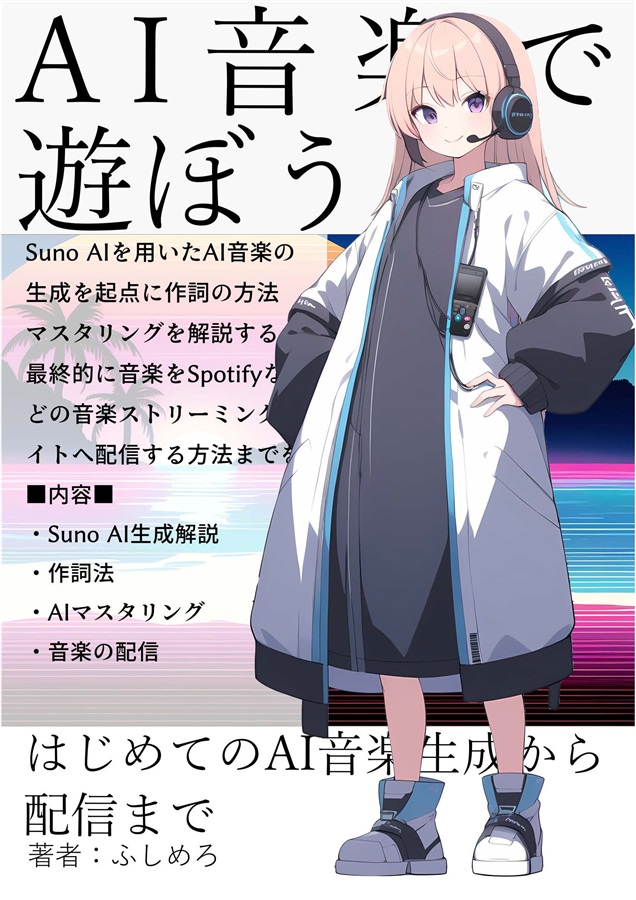 AI音楽で
遊ぼう
Suno AIを用いたAI音楽の
生成を起点に作詞の方法
マスタリングを解説する
最終的に音楽をSpotifyな
どの音楽ストリーミング
イトへ配信する方法までを
■内容■
・Suno AI生成解説
・作詞法
・AIマスタリング
・音楽の配信
はじめてのAI音楽生成から
配信まで
著者：ふしめろ